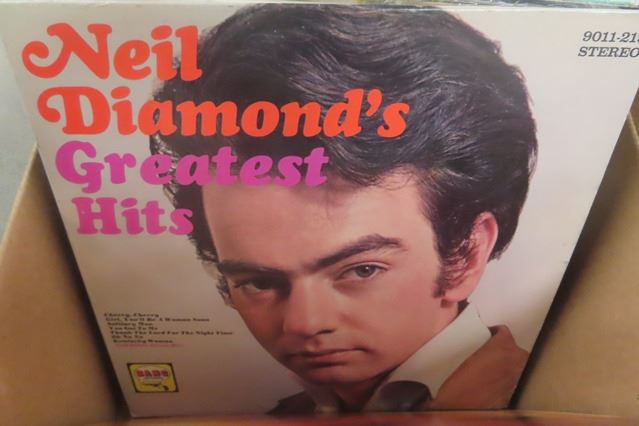 Neil
Diamond's
Greatest
Hits
9011-21
STEREO
Cherry, Cherry
Girl, You'll Be A Woman Soon
Solitary Man
You Got To Me
Thank The Lord For The Night Time
Oh No No
Kentucky Woman
BANG